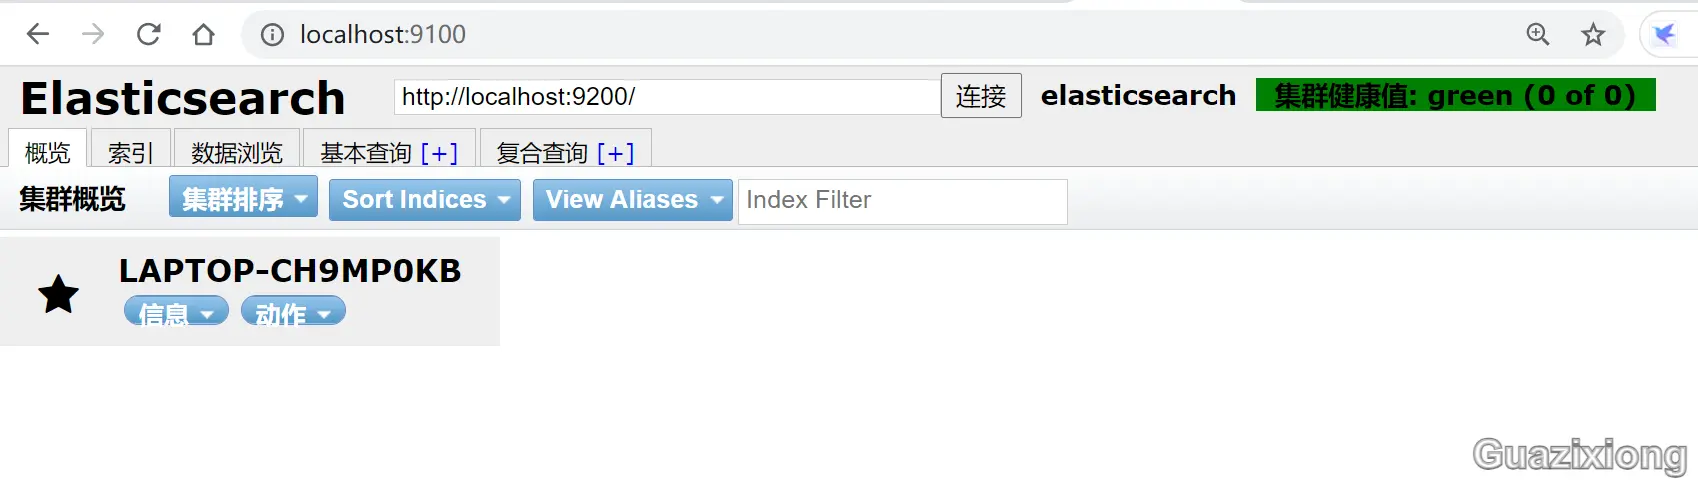 localhost:9100
Elasticsearch http://localhost:9200/ 连接 elasticsearch 集群健康值: green (0 of 0)
概览 索引 数据浏览 基本查询 [+] 复合查询 [+]
集群概览 集群排序 Sort Indices View Aliases Index Filter
LAPTOP-CH9MP0KB
信息 动作
Guazixiong